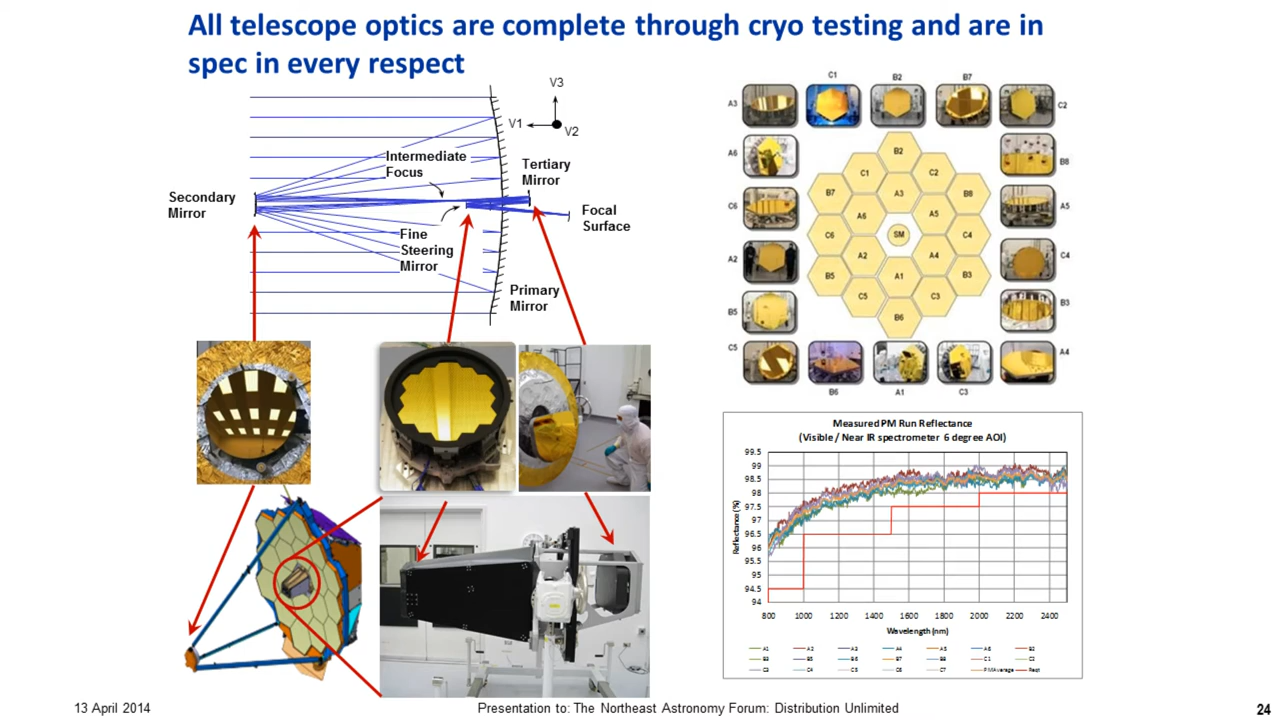 All telescope optics are complete through cryo testing and are in
spec in every respect
V3
V1
V2
Intermediate
Focus
Tertiary
Mirror
Secondary
Mirror
Focal
Surface
Fine
Steering
Mirror
Primary
Mirror
C1
B2
B7
A3
C2
A6
B8
C6
A5
A2
C4
B5
B3
C5
A4
B6
A1
C3
B2
C1
C2
B7
A3
B8
A6
A5
C6
SM
C4
A2
A4
B5
A1
B3
C5
C3
B6
Measured PM Run Reflectance
(Visible / Near IR spectrometer 6 degree AOI)
Reflectance (%)
99.5
99
98.5
98
97.5
97
96.5
96
95.5
95
94.5
94
800 1000 1200 1400 1600 1800 2000 2200 2400
Wavelength (nm)
A1 A2 A3 A4 A5 A6 B2
B3 B5 B6 B7 B8 C1 C2
C3 C4 C5 C6 C7 PM Average Reqt
13 April 2014
Presentation to: The Northeast Astronomy Forum: Distribution Unlimited
24